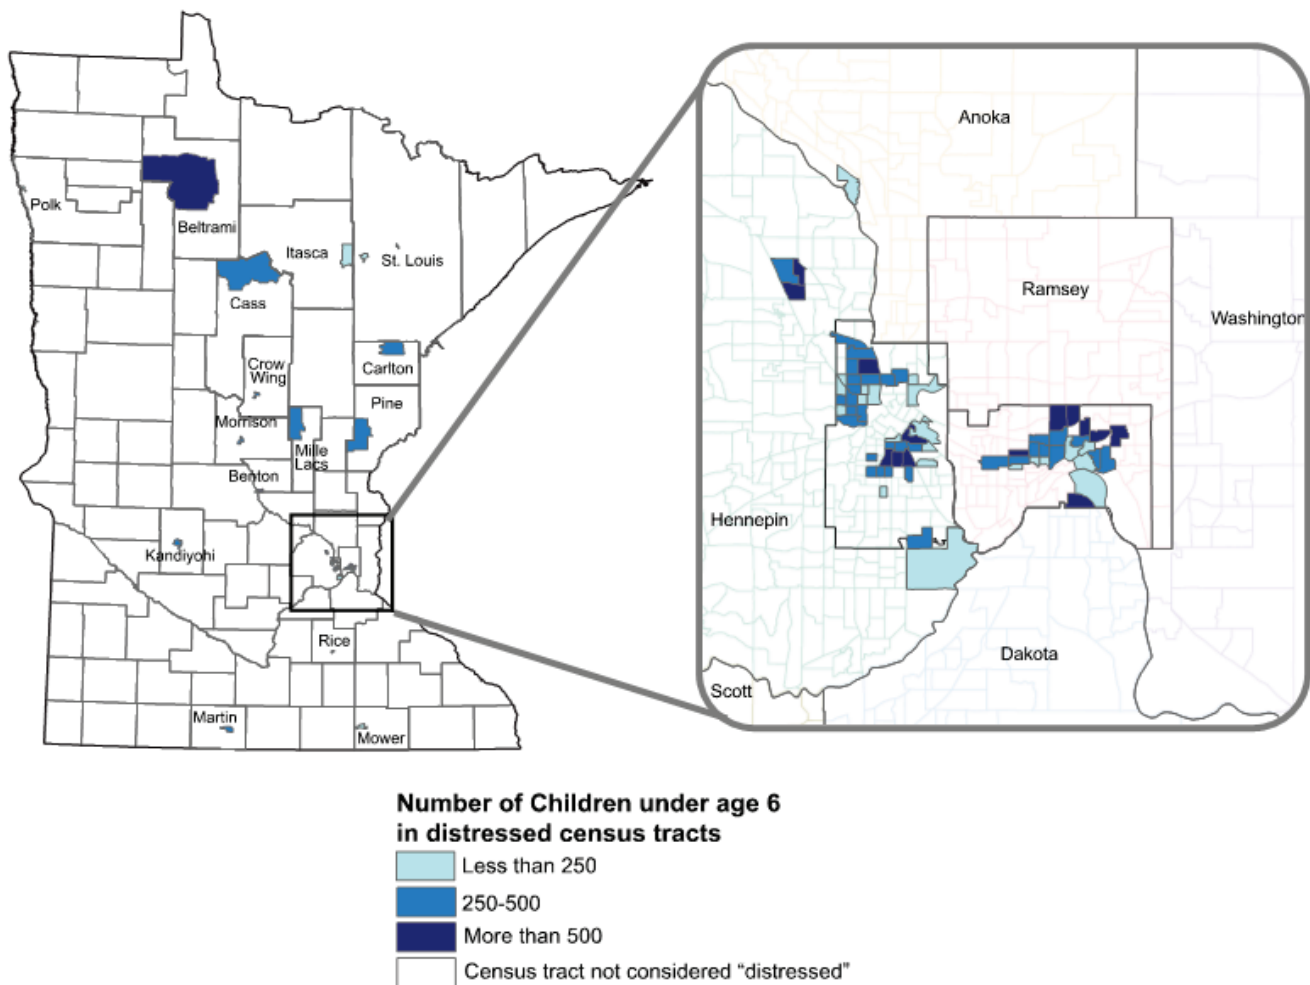 Polk
Beltrami
Itasca
St. Louis
Cass
Crow
Wing
Carlton
Pine
Morrison
Mille
Lacs
Benton
Kandiyohi
Rice
Martin
Mower
Anoka
Ramsey
Washington
Hennepin
Dakota
Scott
Number of Children under age 6
in distressed census tracts
Less than 250
250-500
More than 500
Census tract not considered “distressed”